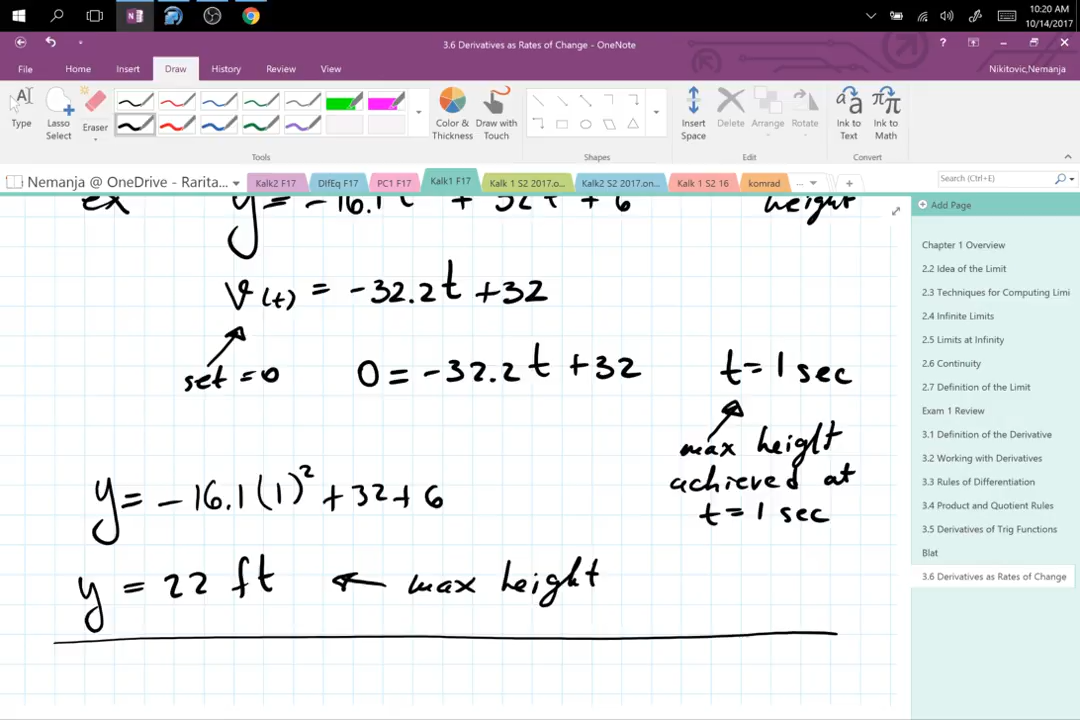 10:20 AM
10/14/2017
3.6 Derivatives as Rates of Change - OneNote
?
File Home Insert Draw History Review View
Nikitovic,Nemanja
Type
Lasso Select
Eraser
Color & Thickness
Draw with Touch
Insert Space
Delete
Arrange
Rotate
Ink to Text
Ink to Math
Tools Shapes Edit Convert
Nemanja @ OneDrive - Rarita...
Kalk2 F17 DIfEq F17 PC1 F17 Kalk1 F17 Kalk 1 S2 2017.o... Kalk2 S2 2017.on... Kalk 1 S2 16 komrad ... +
Search (Ctrl+E)
Add Page
Chapter 1 Overview
2.2 Idea of the Limit
2.3 Techniques for Computing Limi
2.4 Infinite Limits
2.5 Limits at Infinity
2.6 Continuity
2.7 Definition of the Limit
Exam 1 Review
3.1 Definition of the Derivative
3.2 Working with Derivatives
3.3 Rules of Differentiation
3.4 Product and Quotient Rules
3.5 Derivatives of Trig Functions
Blat
3.6 Derivatives as Rates of Change
ex y = -16.1t + 32t + 6 height
v(t) = -32.2t + 32
set = 0 0 = -32.2t + 32 t = 1 sec
max height
achieved at
t = 1 sec
y = -16.1(1)² + 32 + 6
y = 22 ft ← max height